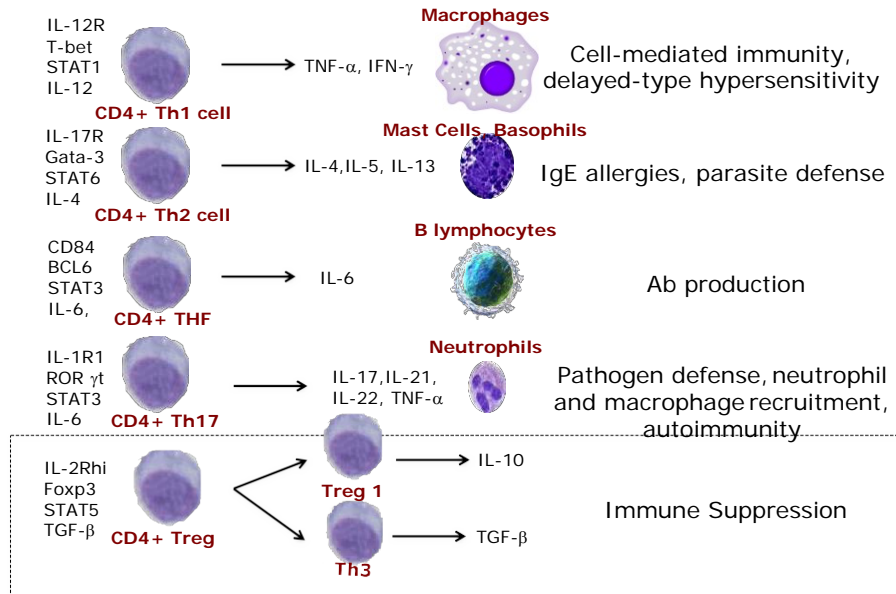 IL-12R
T-bet
STAT1
IL-12
CD4+ Th1 cell
TNF-α, IFN-γ
Macrophages
Cell-mediated immunity,
delayed-type hypersensitivity
IL-17R
Gata-3
STAT6
IL-4
CD4+ Th2 cell
IL-4,IL-5, IL-13
Mast Cells, Basophils
IgE allergies, parasite defense
CD84
BCL6
STAT3
IL-6,
CD4+ THF
IL-6
B lymphocytes
Ab production
IL-1R1
ROR γt
STAT3
IL-6
CD4+ Th17
IL-17,IL-21,
IL-22, TNF-α
Neutrophils
Pathogen defense, neutrophil
and macrophage recruitment,
autoimmunity
IL-2Rhi
Foxp3
STAT5
TGF-β
CD4+ Treg
Treg 1
IL-10
Th3
TGF-β
Immune Suppression